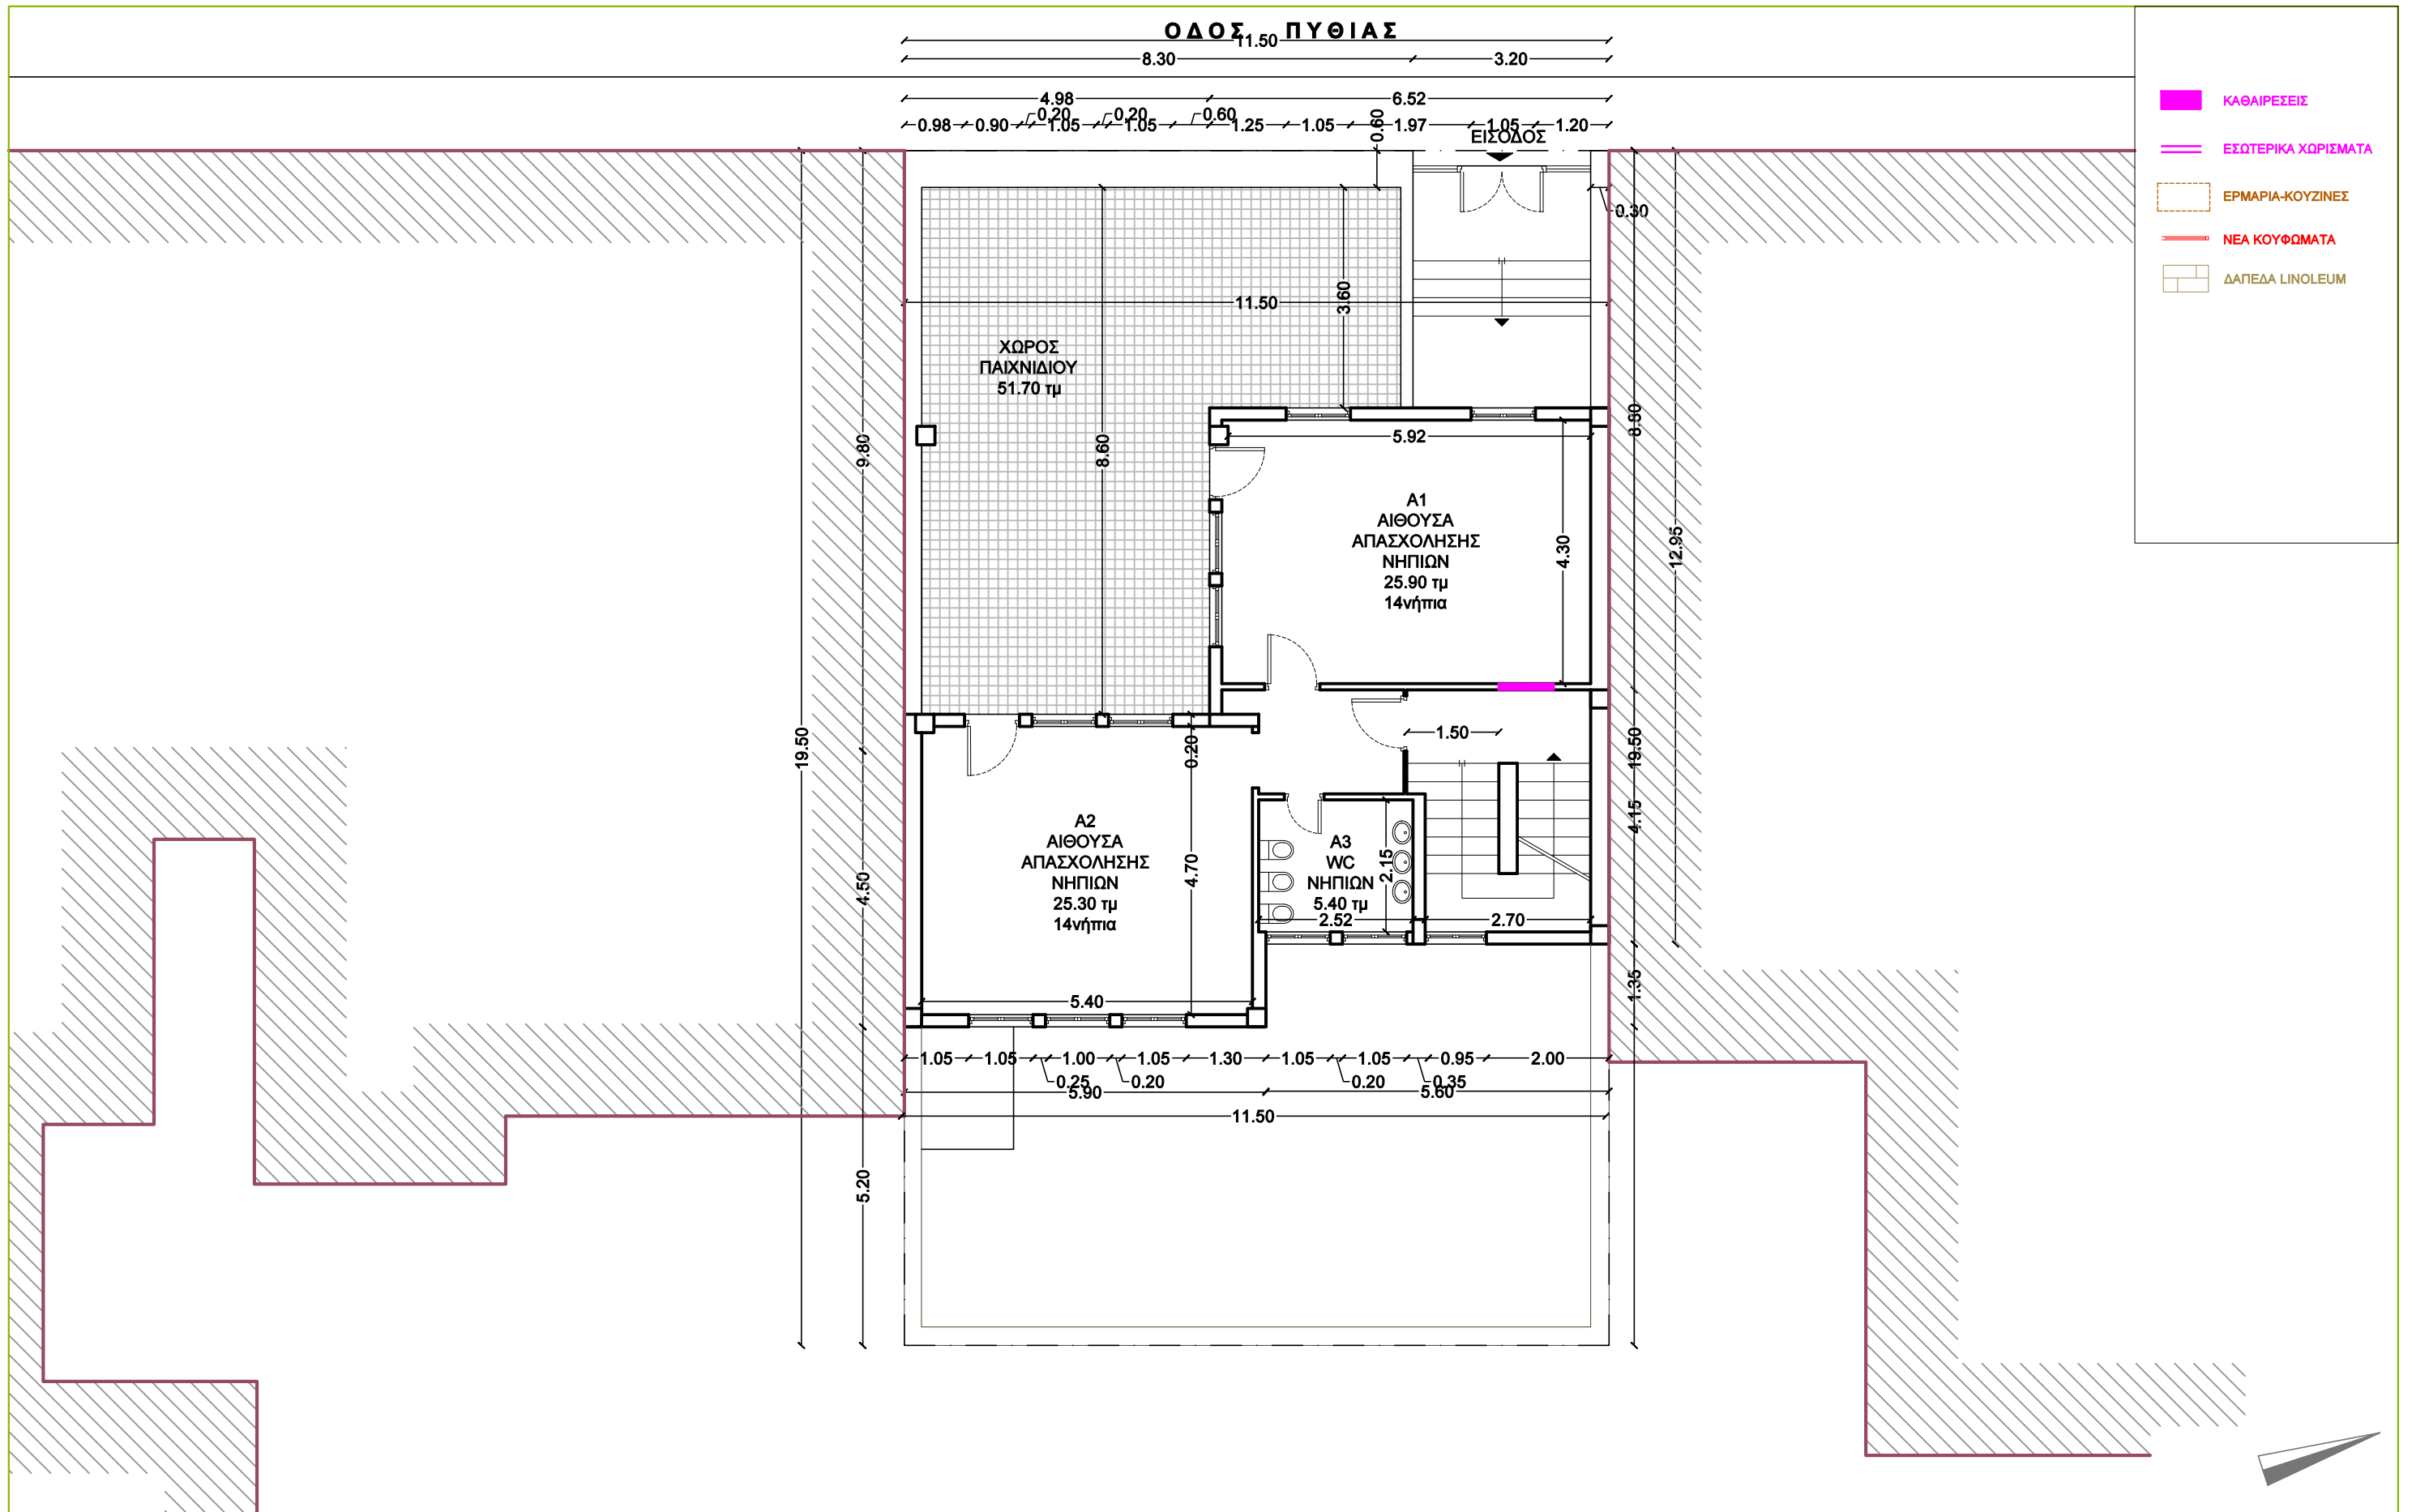 ΟΔΟΣ ΠΥΘΙΑΣ
11.50
8.30 3.20
4.98 6.52
0.20 0.20 0.60
0.98 0.90 1.05 1.05 1.25 1.05 1.97 1.05 1.20
0.60
ΕΙΣΟΔΟΣ
0.30
ΚΑΘΑΙΡΕΣΕΙΣ
ΕΣΩΤΕΡΙΚΑ ΧΩΡΙΣΜΑΤΑ
ΕΡΜΑΡΙΑ-ΚΟΥΖΙΝΕΣ
ΝΕΑ ΚΟΥΦΩΜΑΤΑ
ΔΑΠΕΔΑ LINOLEUM
11.50
3.60
ΧΩΡΟΣ
ΠΑΙΧΝΙΔΙΟΥ
51.70 τμ
9.80
8.60
5.92
8.80
Α1
ΑΙΘΟΥΣΑ
ΑΠΑΣΧΟΛΗΣΗΣ
ΝΗΠΙΩΝ
25.90 τμ
14νήπια
4.30
12.95
19.50
0.20
1.50
19.50
4.15
Α2
ΑΙΘΟΥΣΑ
ΑΠΑΣΧΟΛΗΣΗΣ
ΝΗΠΙΩΝ
25.30 τμ
14νήπια
4.50
4.70
Α3
WC
ΝΗΠΙΩΝ
5.40 τμ
2.15
2.52 2.70
5.40
1.35
1.05 1.05 1.00 1.05 1.30 1.05 1.05 0.95 2.00
0.25 0.20 0.20 0.35
5.90 5.60
11.50
5.20